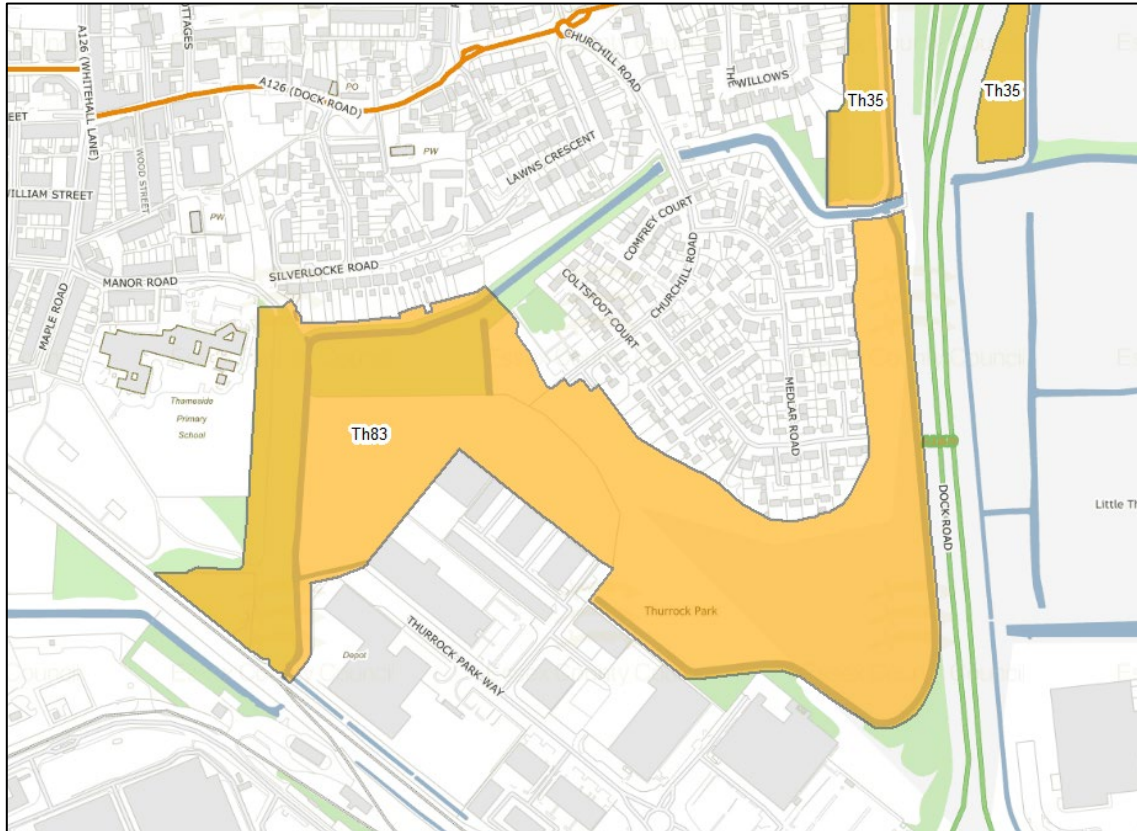 COTTAGES
A126 (WHITEHALL LANE)
CHURCHILL ROAD
THE WILLOWS
Th35
Th35
PO
A126 (DOCK ROAD)
WOOD STREET
PW
LAWNS CRESCENT
WILLIAM STREET
PW
COMFREY COURT
SILVERLOCKE ROAD
MANOR ROAD
CHURCHILL ROAD
COLTSFOOT COURT
MAPLE ROAD
MEDLAR ROAD
Thameside
Primary
School
Th83
DOCK ROAD
Little Th
Thurrock Park
THURROCK PARK WAY
Depot